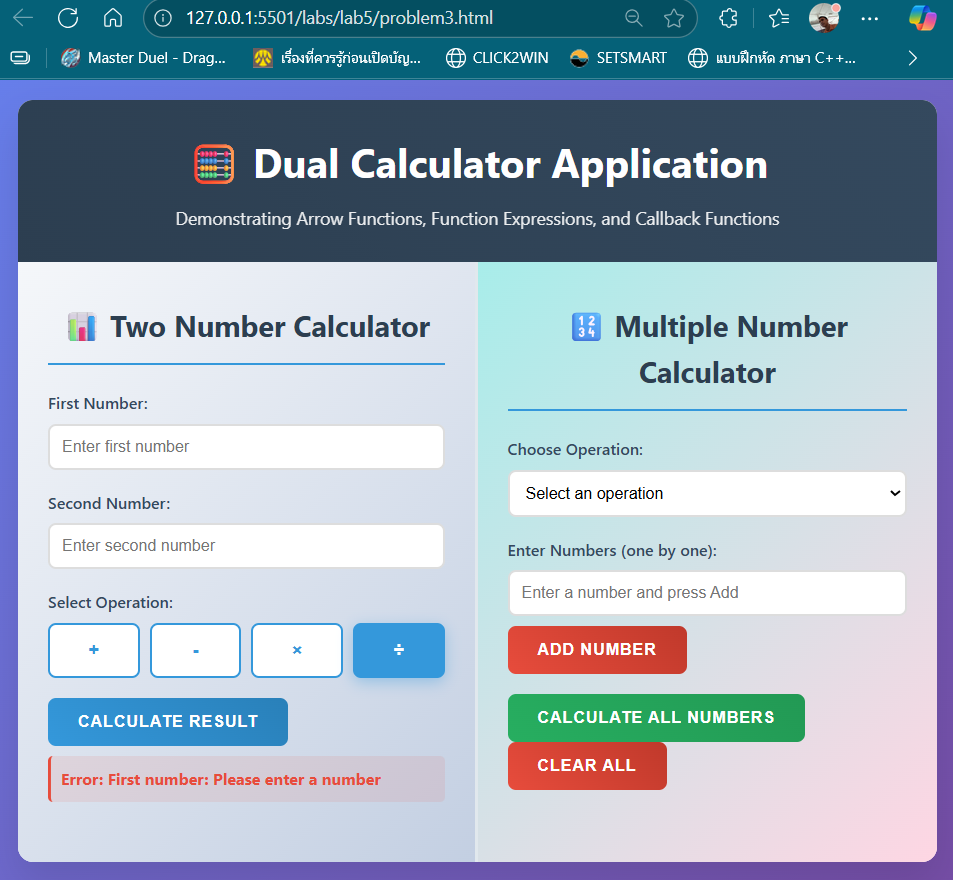 127.0.0.1:5501/labs/lab5/problem3.html
Master Duel - Drag...
เรื่องที่ควรรู้ก่อนเปิดบัญ...
CLICK2WIN
SETSMART
แบบฝึกหัด ภาษา C++...
Dual Calculator Application
Demonstrating Arrow Functions, Function Expressions, and Callback Functions
Two Number Calculator
First Number:
Enter first number
Second Number:
Enter second number
Select Operation:
+ - × ÷
CALCULATE RESULT
Error: First number: Please enter a number
1 2
3 4
Multiple Number
Calculator
Choose Operation:
Select an operation
Enter Numbers (one by one):
Enter a number and press Add
ADD NUMBER
CALCULATE ALL NUMBERS
CLEAR ALL